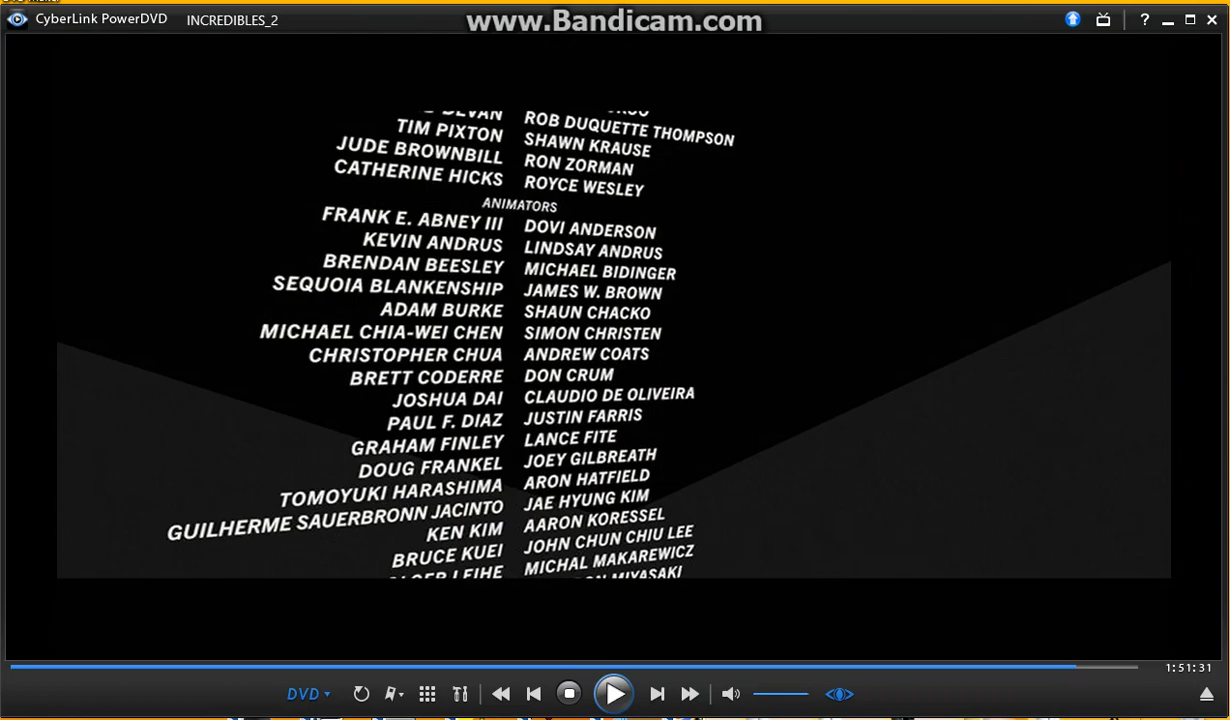 CyberLink PowerDVD INCREDIBLES_2
www.Bandicam.com
ROB DUQUETTE THOMPSON
TIM PIXTON SHAWN KRAUSE
JUDE BROWNBILL RON ZORMAN
CATHERINE HICKS ROYCE WESLEY
ANIMATORS
FRANK E. ABNEY III DOVI ANDERSON
KEVIN ANDRUS LINDSAY ANDRUS
BRENDAN BEESLEY MICHAEL BIDINGER
SEQUOIA BLANKENSHIP JAMES W. BROWN
ADAM BURKE SHAUN CHACKO
MICHAEL CHIA-WEI CHEN SIMON CHRISTEN
CHRISTOPHER CHUA ANDREW COATS
BRETT CODERRE DON CRUM
JOSHUA DAI CLAUDIO DE OLIVEIRA
PAUL F. DIAZ JUSTIN FARRIS
GRAHAM FINLEY LANCE FITE
DOUG FRANKEL JOEY GILBREATH
TOMOYUKI HARASHIMA ARON HATFIELD
GUILHERME SAUERBRONN JACINTO JAE HYUNG KIM
KEN KIM AARON KORESSEL
BRUCE KUEI JOHN CHUN CHIU LEE
MICHAL MAKAREWICZ
MIYASAKI
1:51:31
DVD